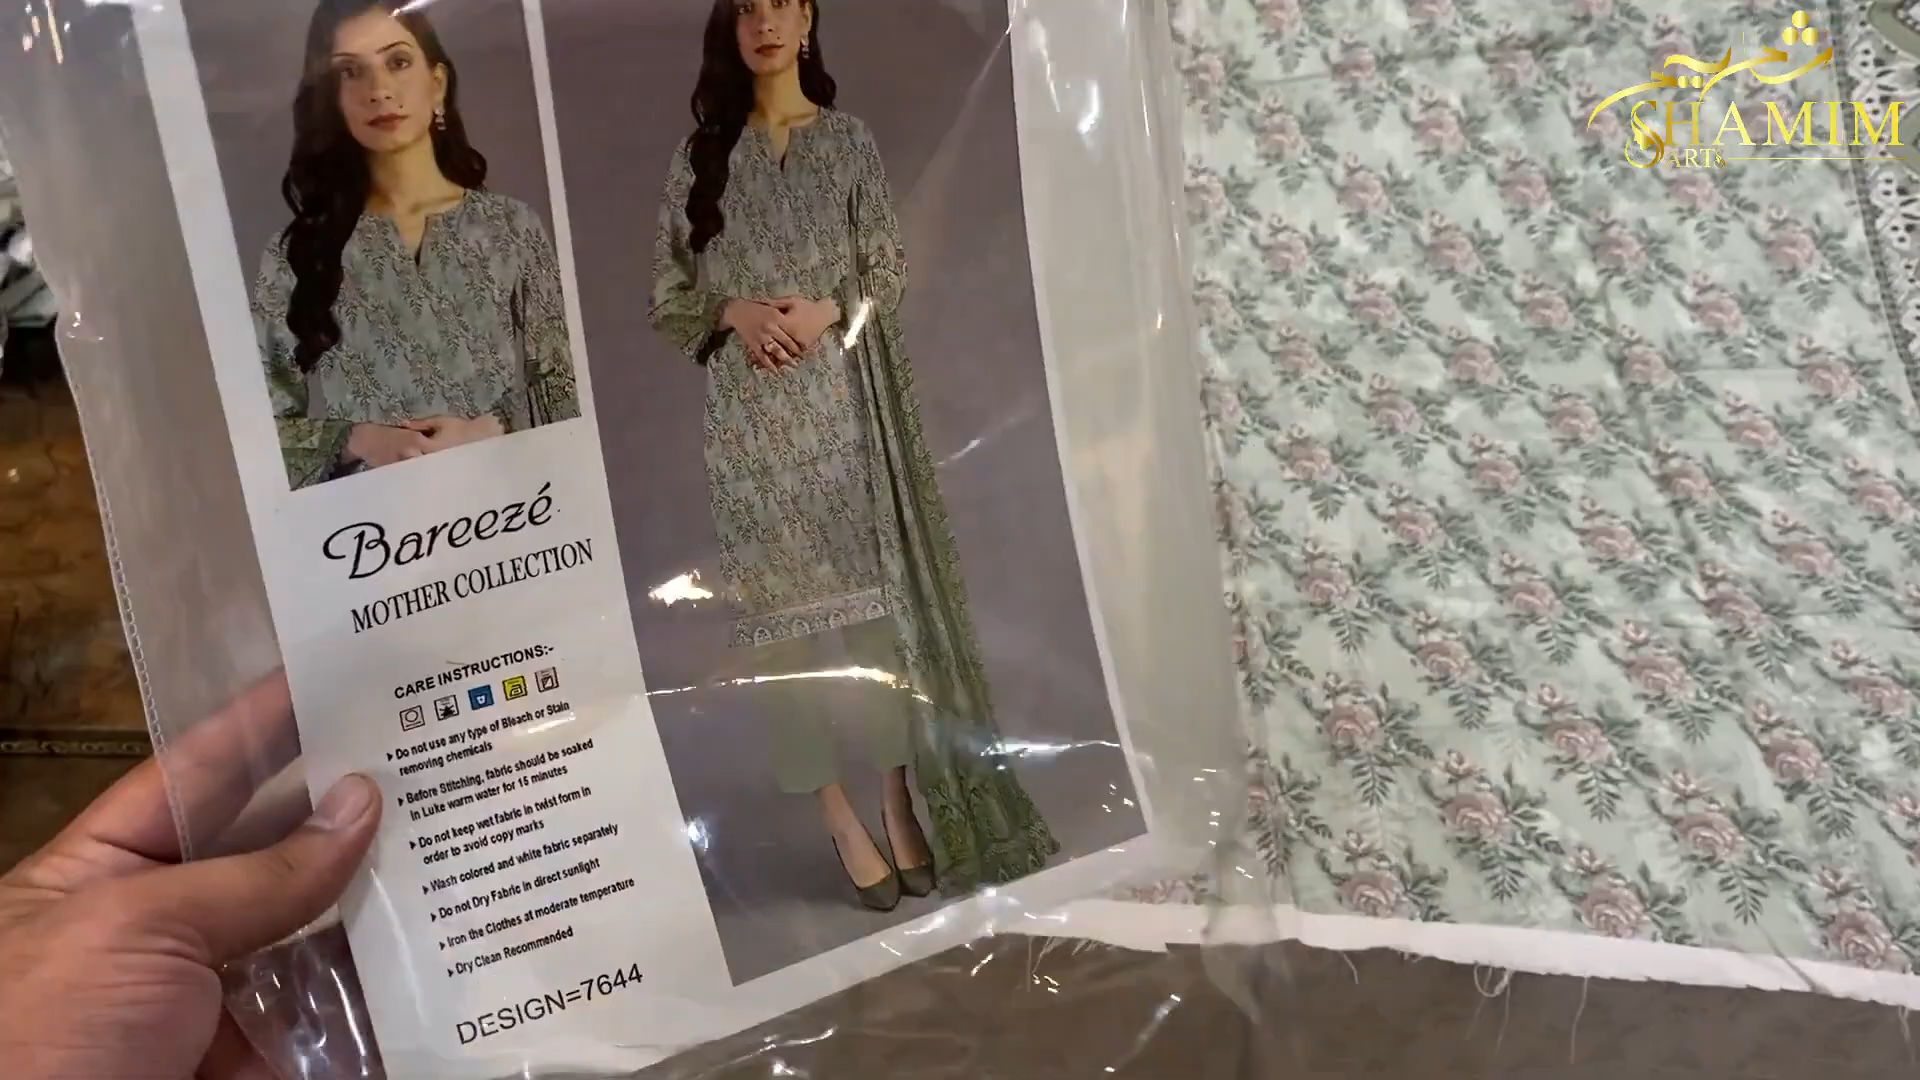 Bareezé
MOTHER COLLECTION
CARE INSTRUCTIONS:-
Do not use any type of Bleach or Stain
removing chemicals
Before Stitching, fabric should be soaked
in Luke warm water for 15 minutes
Do not keep wet fabric in twist form in
order to avoid copy marks
Wash colored and white fabric separately
Do not Dry Fabric in direct sunlight
Iron the Clothes at moderate temperature
Dry Clean Recommended
DESIGN=7644
SHAMIM
ARTS